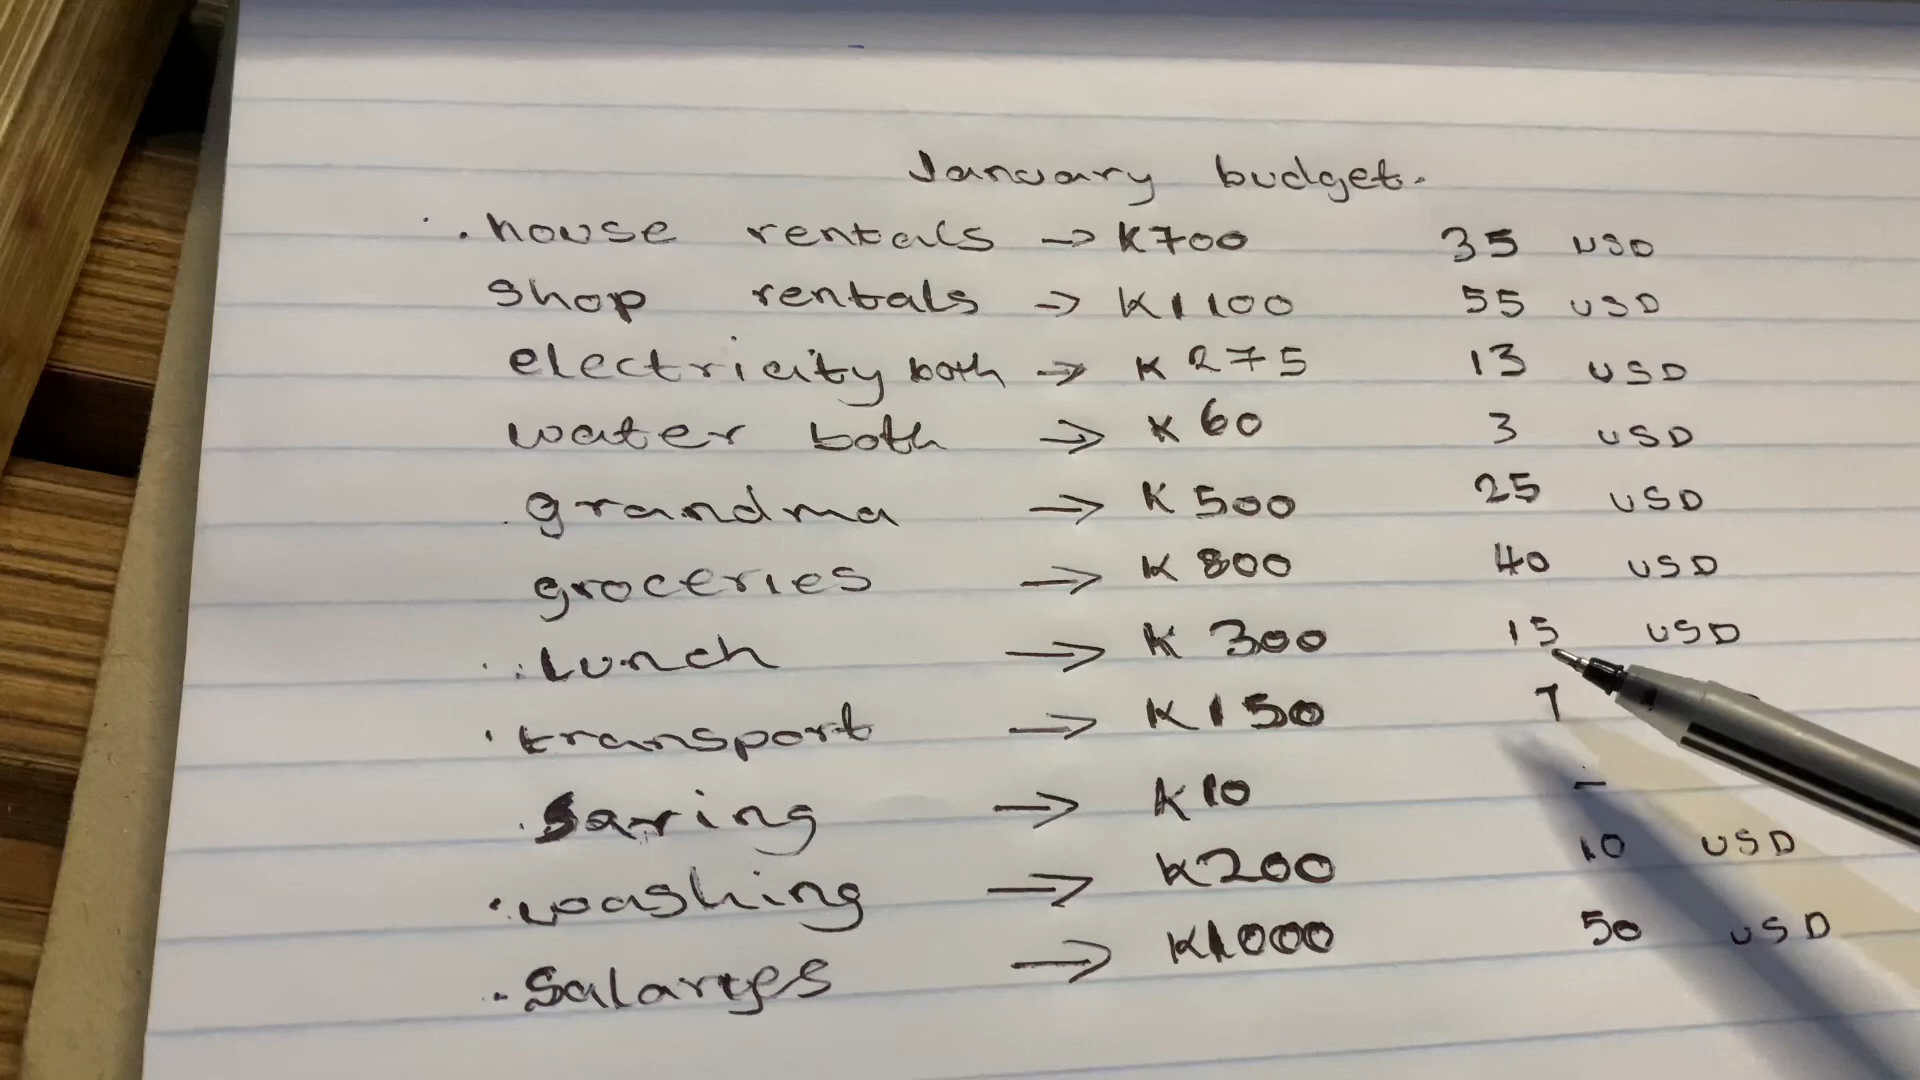 January budget.
. house rentals → K700 35 USD
shop rentals → K1100 55 USD
electricity both → K275 13 USD
water both → K60 3 USD
. grandma → K500 25 USD
groceries → K800 40 USD
. Lunch → K300 15 USD
. transport → K150 7
. Saving → K10 -
. washing → K200 10 USD
. Salaries → K1000 50 USD